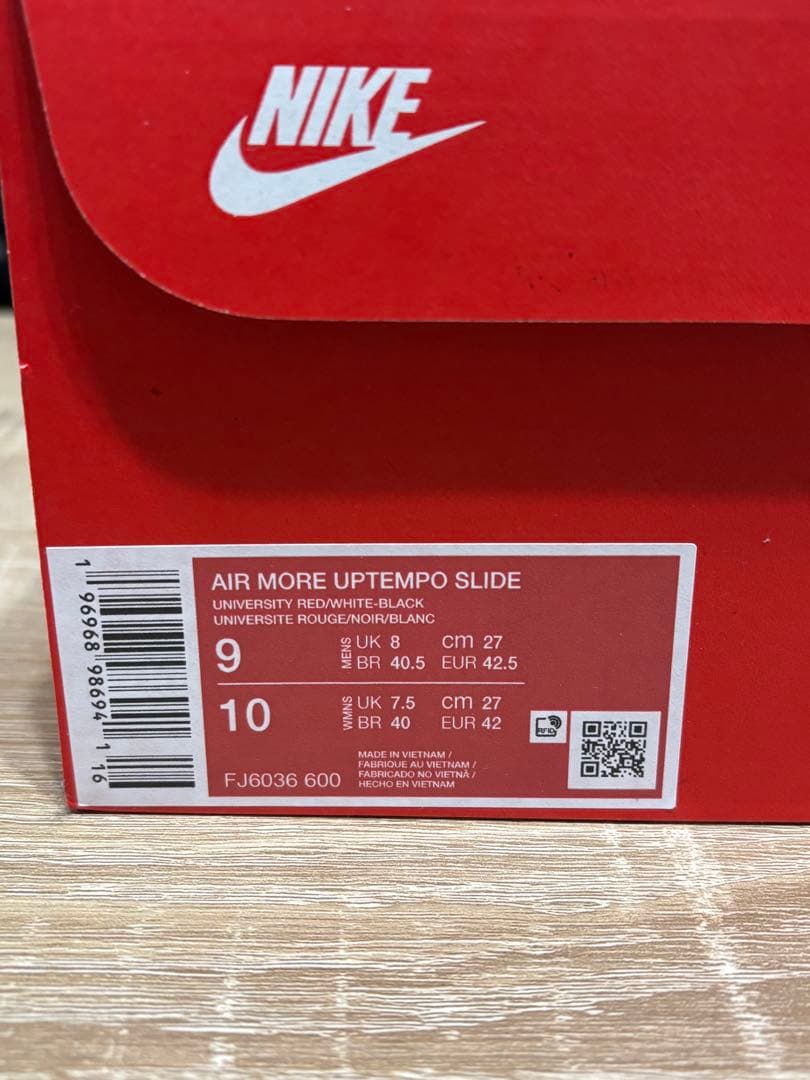 NIKE
1 96968 98694 1 16
AIR MORE UPTEMPO SLIDE
UNIVERSITY RED/WHITE-BLACK
UNIVERSITE ROUGE/NOIR/BLANC
9 MENS UK 8 cm 27
BR 40.5 EUR 42.5
10 WMNS UK 7.5 cm 27
BR 40 EUR 42
RFID
MADE IN VIETNAM /
FABRIQUE AU VIETNAM /
FABRICADO NO VIETNÃ /
HECHO EN VIETNAM
FJ6036 600